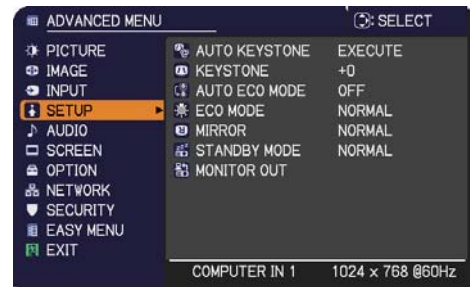 ADVANCED MENU : SELECT
PICTURE AUTO KEYSTONE EXECUTE
IMAGE KEYSTONE +0
INPUT AUTO ECO MODE OFF
SETUP ECO MODE NORMAL
AUDIO MIRROR NORMAL
SCREEN STANDBY MODE NORMAL
OPTION MONITOR OUT
NETWORK
SECURITY
EASY MENU
EXIT
COMPUTER IN 1 1024 x 768 @60Hz